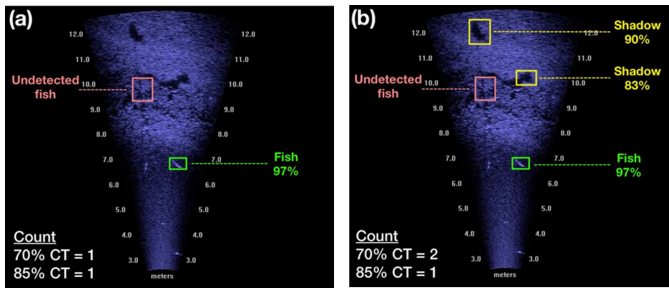 (a)
12.0
12.0
11.0
11.0
Undetected
fish
10.0
10.0
9.0
9.0
8.0
8.0
7.0
7.0
Fish
97%
6.0
6.0
5.0
5.0
4.0
4.0
3.0
3.0
meters
Count
70% CT = 1
85% CT = 1
(b)
12.0
12.0
Shadow
90%
11.0
11.0
Undetected
fish
10.0
10.0
Shadow
83%
9.0
9.0
8.0
8.0
7.0
7.0
Fish
97%
6.0
6.0
5.0
5.0
4.0
4.0
3.0
3.0
meters
Count
70% CT = 2
85% CT = 1